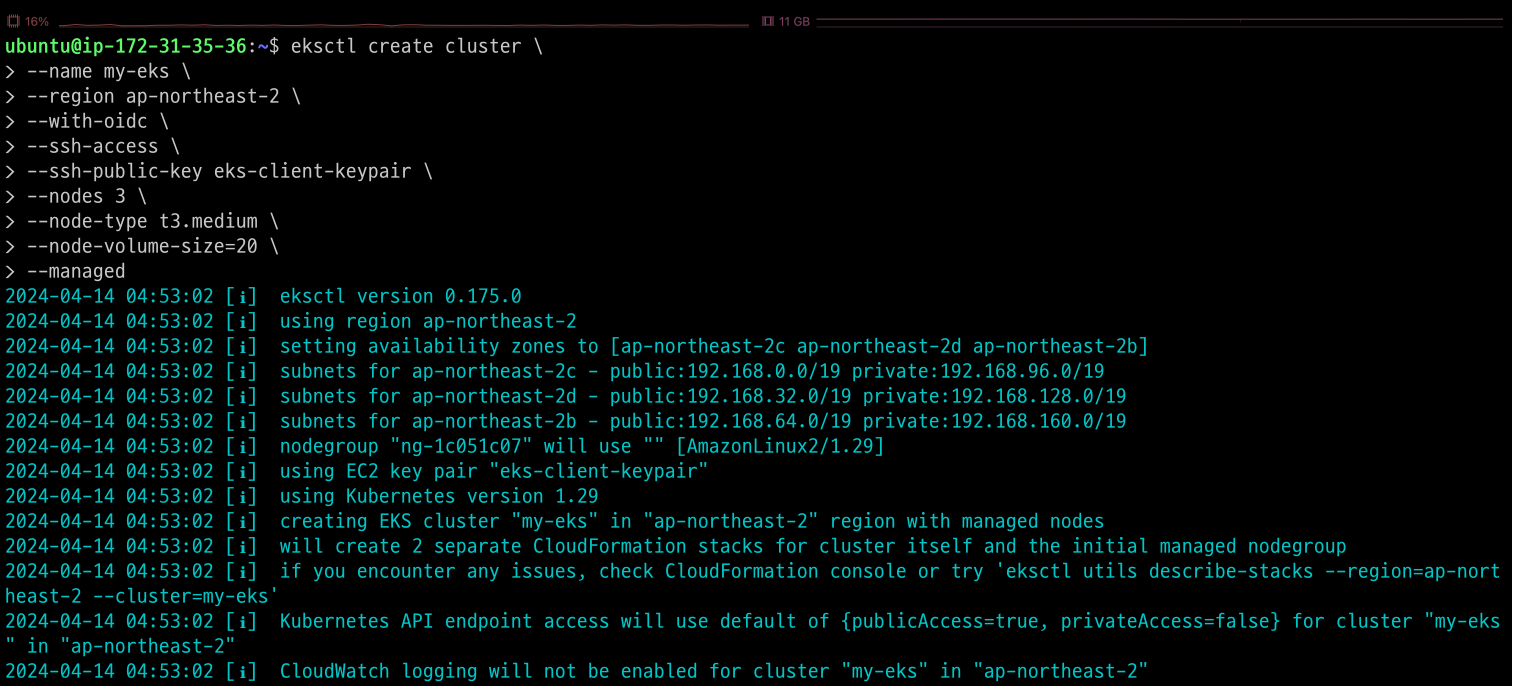 16%
11 GB
ubuntu@ip-172-31-35-36:~$ eksctl create cluster \
> --name my-eks \
> --region ap-northeast-2 \
> --with-oidc \
> --ssh-access \
> --ssh-public-key eks-client-keypair \
> --nodes 3 \
> --node-type t3.medium \
> --node-volume-size=20 \
> --managed
2024-04-14 04:53:02 [ℹ]  eksctl version 0.175.0
2024-04-14 04:53:02 [ℹ]  using region ap-northeast-2
2024-04-14 04:53:02 [ℹ]  setting availability zones to [ap-northeast-2c ap-northeast-2d ap-northeast-2b]
2024-04-14 04:53:02 [ℹ]  subnets for ap-northeast-2c - public:192.168.0.0/19 private:192.168.96.0/19
2024-04-14 04:53:02 [ℹ]  subnets for ap-northeast-2d - public:192.168.32.0/19 private:192.168.128.0/19
2024-04-14 04:53:02 [ℹ]  subnets for ap-northeast-2b - public:192.168.64.0/19 private:192.168.160.0/19
2024-04-14 04:53:02 [ℹ]  nodegroup "ng-1c051c07" will use "" [AmazonLinux2/1.29]
2024-04-14 04:53:02 [ℹ]  using EC2 key pair "eks-client-keypair"
2024-04-14 04:53:02 [ℹ]  using Kubernetes version 1.29
2024-04-14 04:53:02 [ℹ]  creating EKS cluster "my-eks" in "ap-northeast-2" region with managed nodes
2024-04-14 04:53:02 [ℹ]  will create 2 separate CloudFormation stacks for cluster itself and the initial managed nodegroup
2024-04-14 04:53:02 [ℹ]  if you encounter any issues, check CloudFormation console or try 'eksctl utils describe-stacks --region=ap-nort
heast-2 --cluster=my-eks'
2024-04-14 04:53:02 [ℹ]  Kubernetes API endpoint access will use default of {publicAccess=true, privateAccess=false} for cluster "my-eks
" in "ap-northeast-2"
2024-04-14 04:53:02 [ℹ]  CloudWatch logging will not be enabled for cluster "my-eks" in "ap-northeast-2"